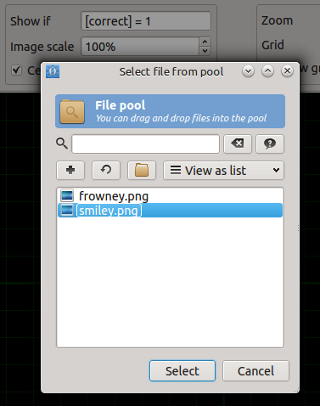 Show if [correct] = 1 Zoom
Image scale 100% Grid
Ce
Select file from pool
File pool
You can drag and drop files into the pool
View as list
frowney.png
smiley.png
Select Cancel